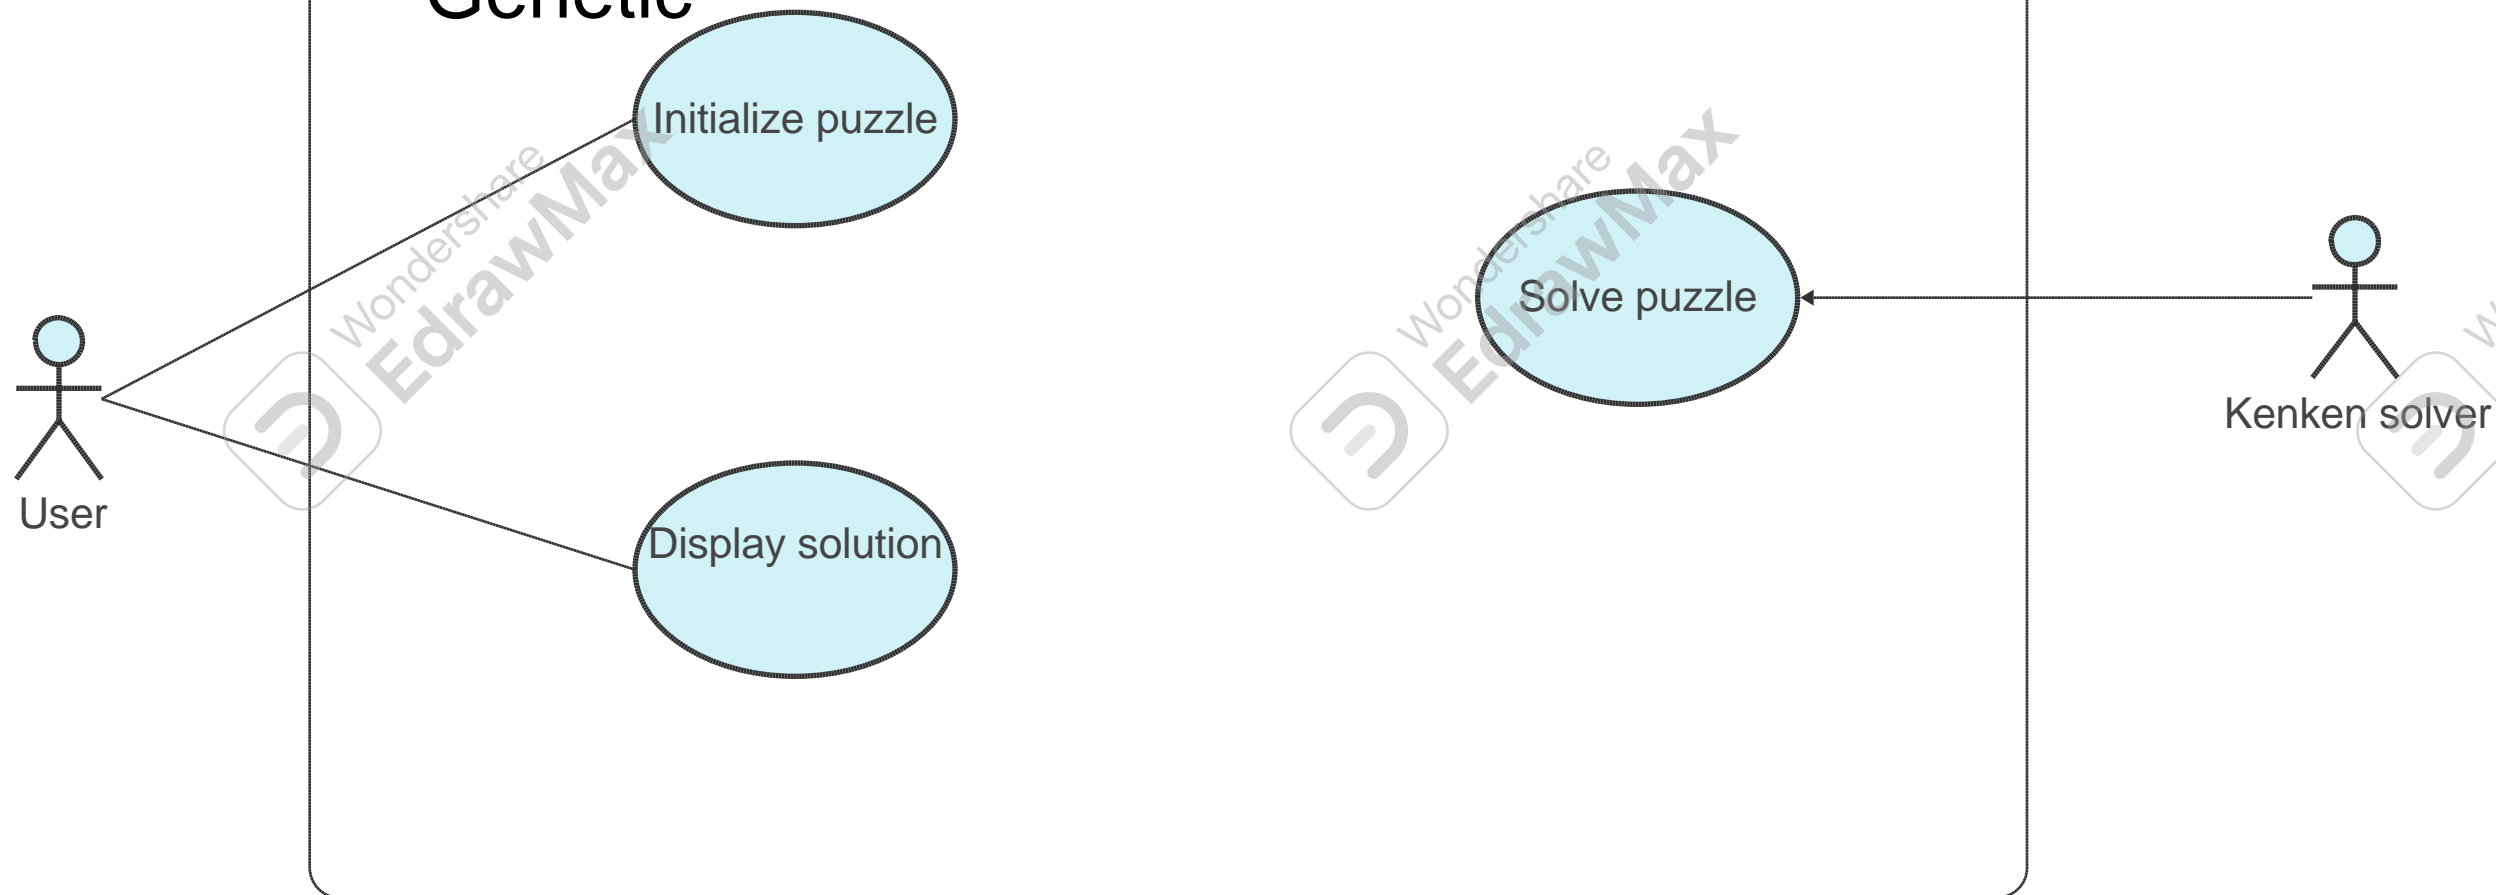 Genetic
Initialize puzzle
Wondershare
EdrawMax
Wondershare
EdrawMax
Solve puzzle
Kenken solver
User
Display solution